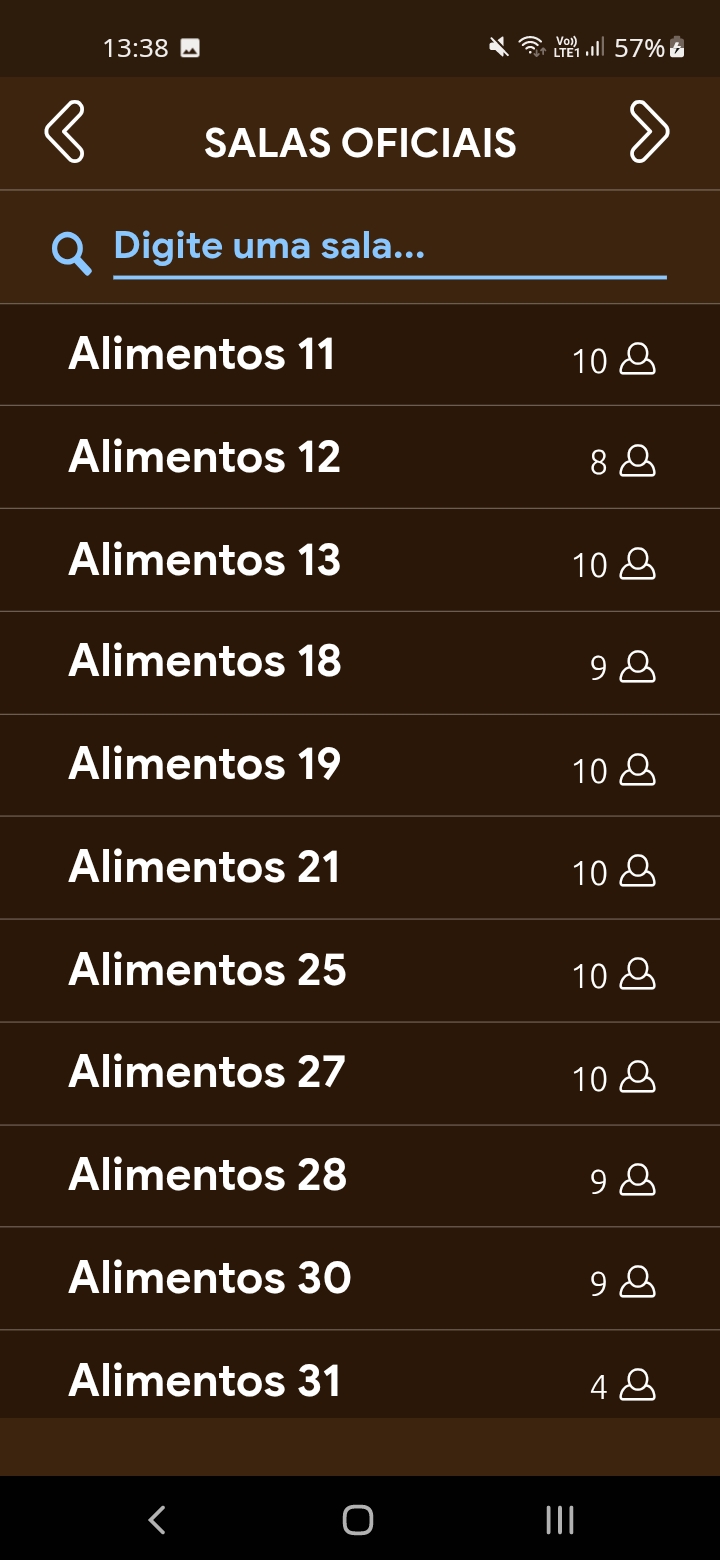 13:38 Vo)) LTE1 57%
SALAS OFICIAIS
Digite uma sala...
Alimentos 11 10
Alimentos 12 8
Alimentos 13 10
Alimentos 18 9
Alimentos 19 10
Alimentos 21 10
Alimentos 25 10
Alimentos 27 10
Alimentos 28 9
Alimentos 30 9
Alimentos 31 4